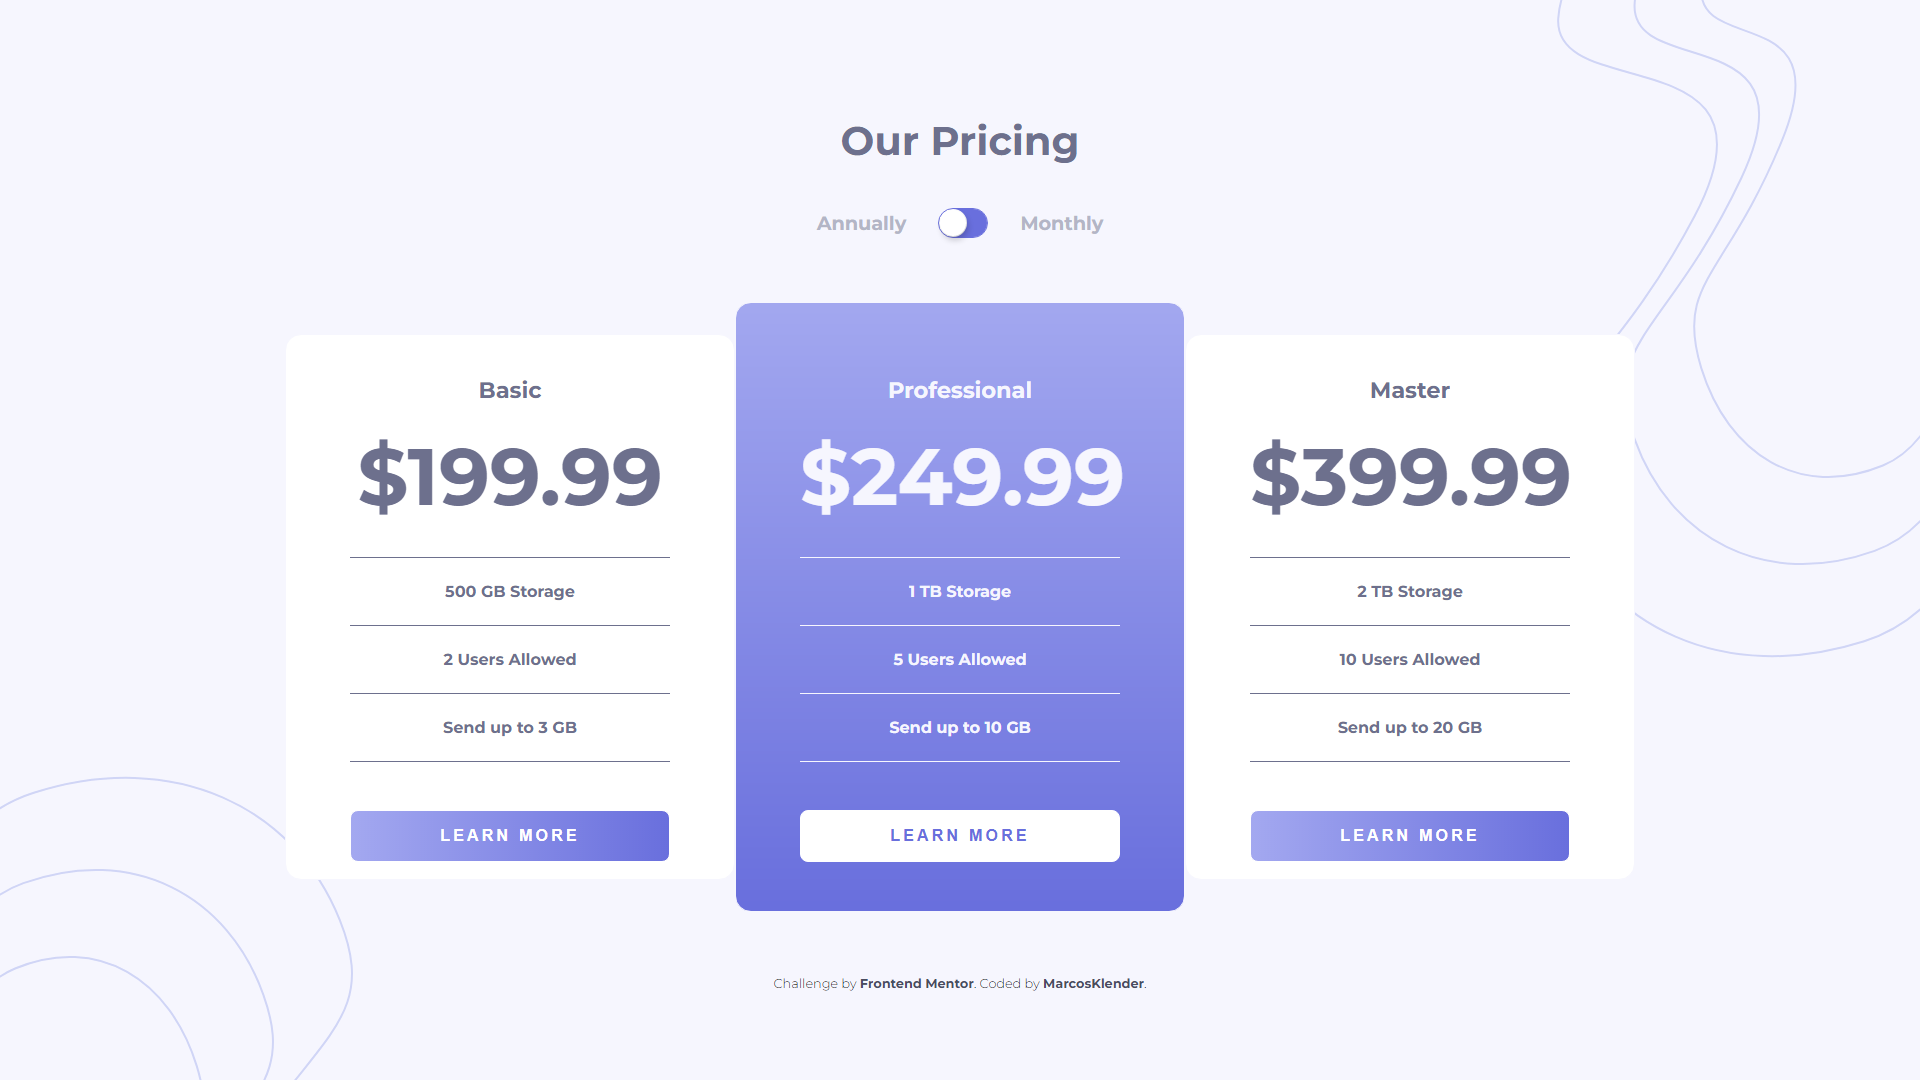 Our Pricing
Annually
Monthly
Basic
$199.99
500 GB Storage
2 Users Allowed
Send up to 3 GB
LEARN MORE
Professional
$249.99
1 TB Storage
5 Users Allowed
Send up to 10 GB
LEARN MORE
Master
$399.99
2 TB Storage
10 Users Allowed
Send up to 20 GB
LEARN MORE
Challenge by Frontend Mentor. Coded by MarcosKlender.